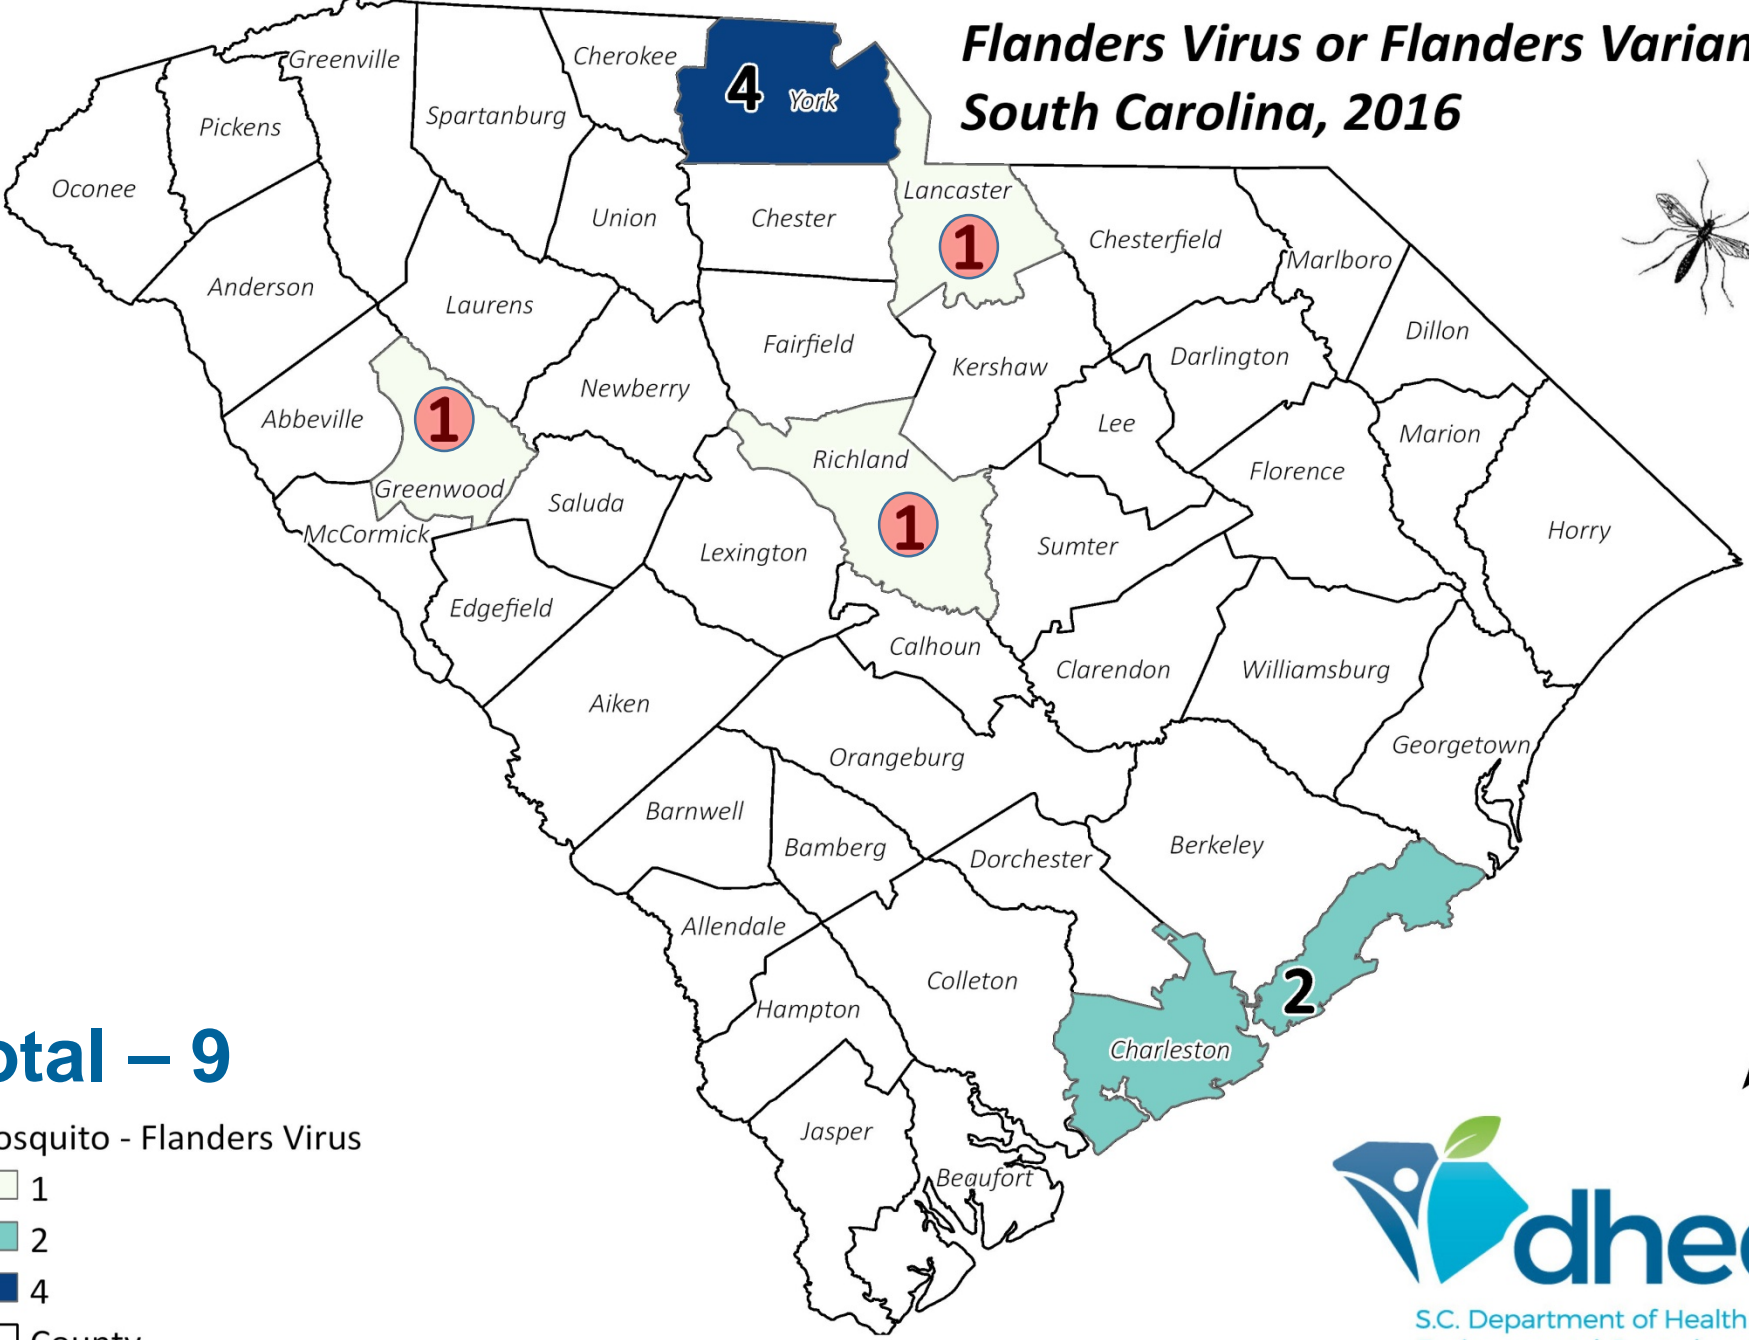 Flanders Virus or Flanders Varian
South Carolina, 2016
Greenville
Cherokee
4 York
Spartanburg
Pickens
Oconee
Lancaster
1
Union
Chester
Chesterfield
Marlboro
Anderson
Laurens
Dillon
Fairfield
Kershaw
Darlington
Newberry
Abbeville
1
Lee
Marion
Richland
Florence
Greenwood
Saluda
1
McCormick
Lexington
Sumter
Horry
Edgefield
Calhoun
Clarendon
Williamsburg
Aiken
Orangeburg
Georgetown
Barnwell
Bamberg
Dorchester
Berkeley
Allendale
Colleton
2
Hampton
Charleston
otal – 9
Jasper
osquito - Flanders Virus
Beaufort
1
2
4
County
dhec
S.C. Department of Health